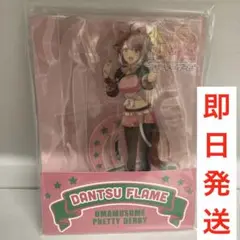 DANTSU FLAME
UMAMUSUME
PRETTY DERBY
即日発送